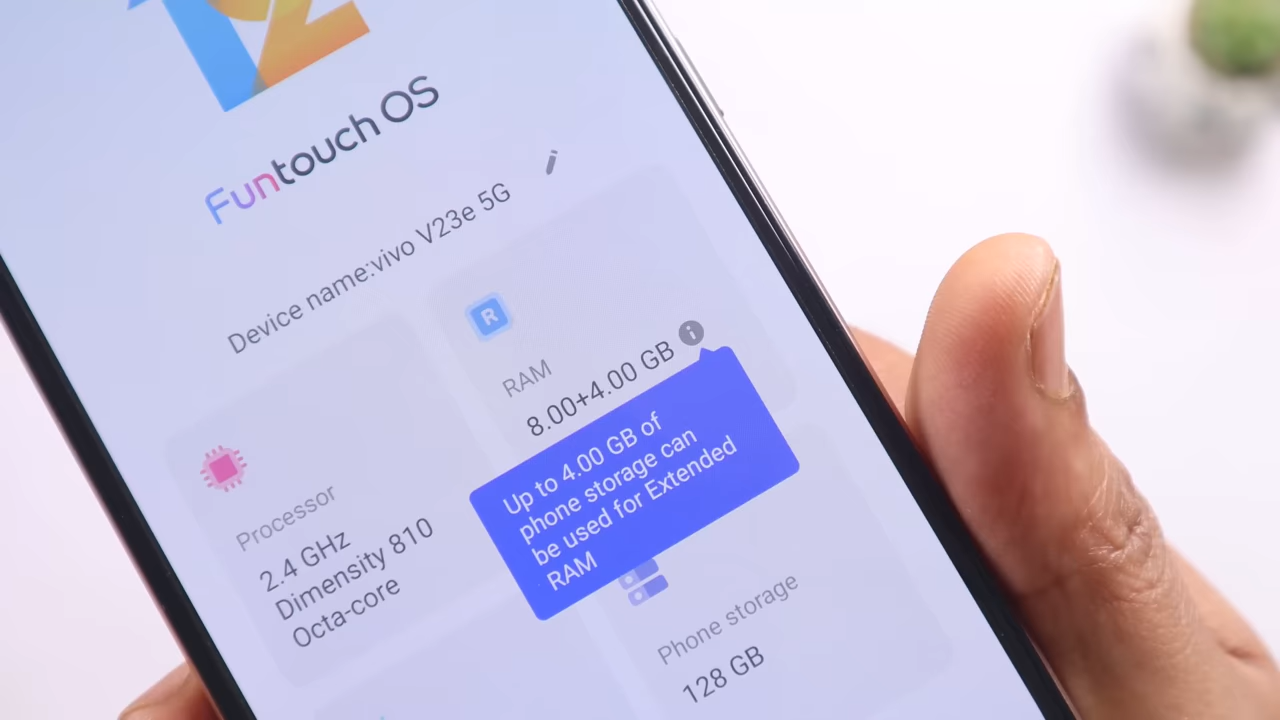 12
Funtouch OS
Device name:vivo V23e 5G
R
RAM
8.00+4.00 GB
i
Up to 4.00 GB of
phone storage can
be used for Extended
RAM
Processor
2.4 GHz
Dimensity 810
Octa-core
Phone storage
128 GB